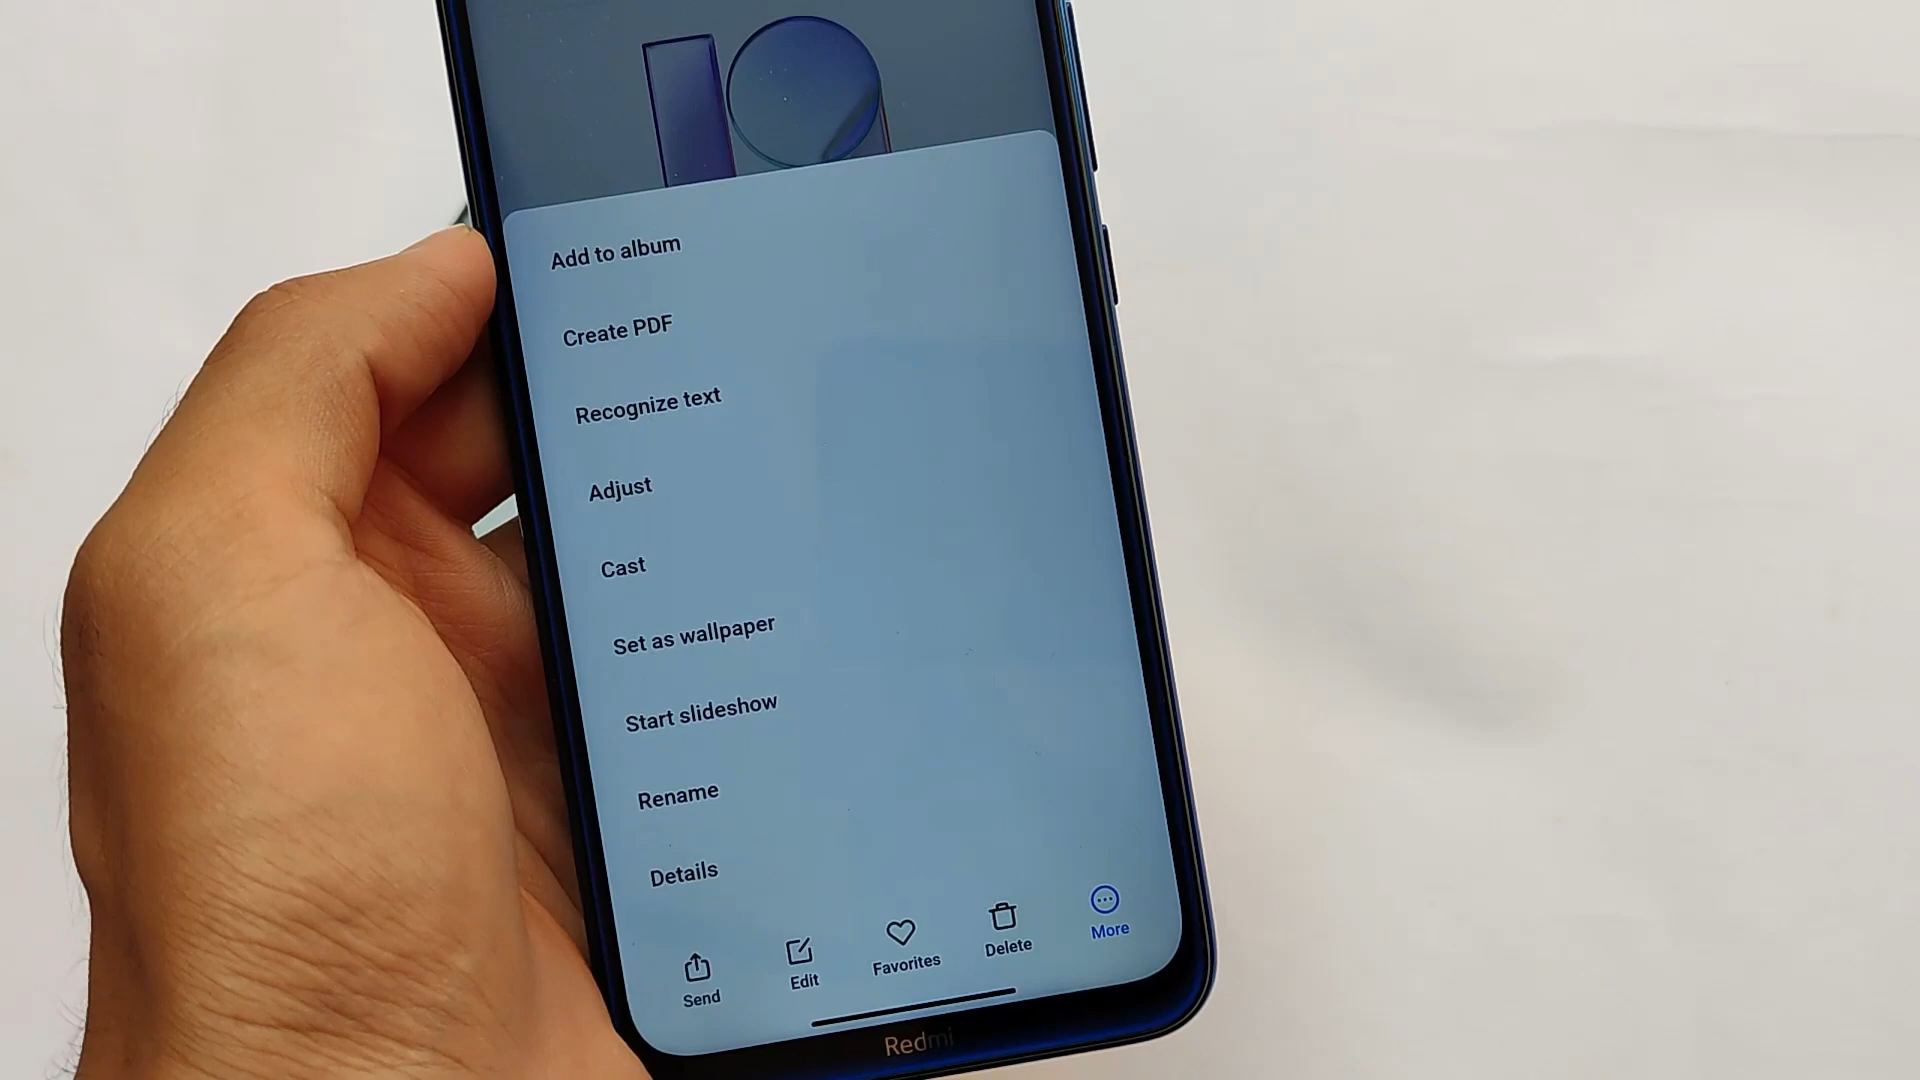 Add to album
Create PDF
Recognize text
Adjust
Cast
Set as wallpaper
Start slideshow
Rename
Details
Send
Edit
Favorites
Delete
More
Redmi